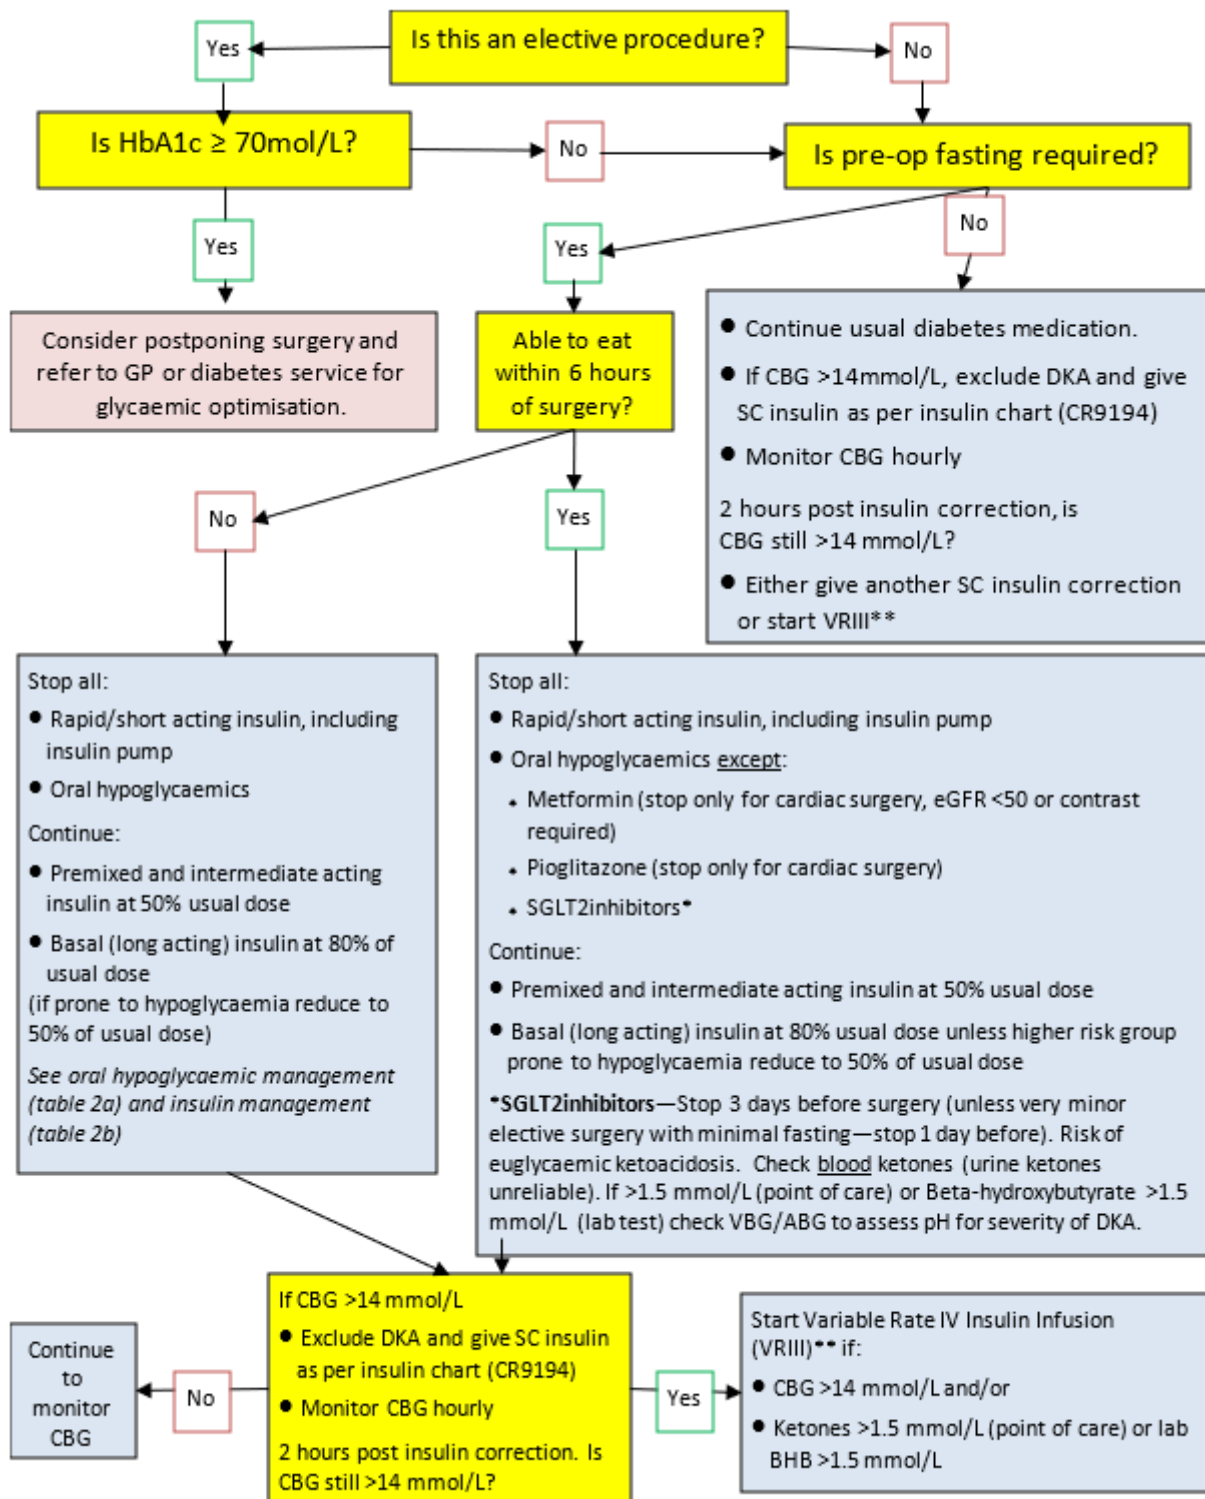 Is this an elective procedure?
Yes
No
Is HbA1c ≥ 70mol/L?
No
Is pre-op fasting required?
Yes
Yes
No
Consider postponing surgery and
refer to GP or diabetes service for
glycaemic optimisation.
Able to eat
within 6 hours
of surgery?
● Continue usual diabetes medication.
● If CBG >14mmol/L, exclude DKA and give
SC insulin as per insulin chart (CR9194)
● Monitor CBG hourly
2 hours post insulin correction, is
CBG still >14 mmol/L?
● Either give another SC insulin correction
or start VRIII**
No
Yes
Stop all:
● Rapid/short acting insulin, including
insulin pump
● Oral hypoglycaemics
Continue:
● Premixed and intermediate acting
insulin at 50% usual dose
● Basal (long acting) insulin at 80% of
usual dose
(if prone to hypoglycaemia reduce to
50% of usual dose)
See oral hypoglycaemic management
(table 2a) and insulin management
(table 2b)
Stop all:
● Rapid/short acting insulin, including insulin pump
● Oral hypoglycaemics except:
• Metformin (stop only for cardiac surgery, eGFR <50 or contrast
required)
• Pioglitazone (stop only for cardiac surgery)
• SGLT2inhibitors*
Continue:
● Premixed and intermediate acting insulin at 50% usual dose
● Basal (long acting) insulin at 80% usual dose unless higher risk group
prone to hypoglycaemia reduce to 50% of usual dose
*SGLT2inhibitors—Stop 3 days before surgery (unless very minor
elective surgery with minimal fasting—stop 1 day before). Risk of
euglycaemic ketoacidosis. Check blood ketones (urine ketones
unreliable). If >1.5 mmol/L (point of care) or Beta-hydroxybutyrate >1.5
mmol/L (lab test) check VBG/ABG to assess pH for severity of DKA.
If CBG >14 mmol/L
● Exclude DKA and give SC insulin
as per insulin chart (CR9194)
● Monitor CBG hourly
2 hours post insulin correction. Is
CBG still >14 mmol/L?
No
Continue
to
monitor
CBG
Yes
Start Variable Rate IV Insulin Infusion
(VRIII)** if:
● CBG >14 mmol/L and/or
● Ketones >1.5 mmol/L (point of care) or lab
BHB >1.5 mmol/L